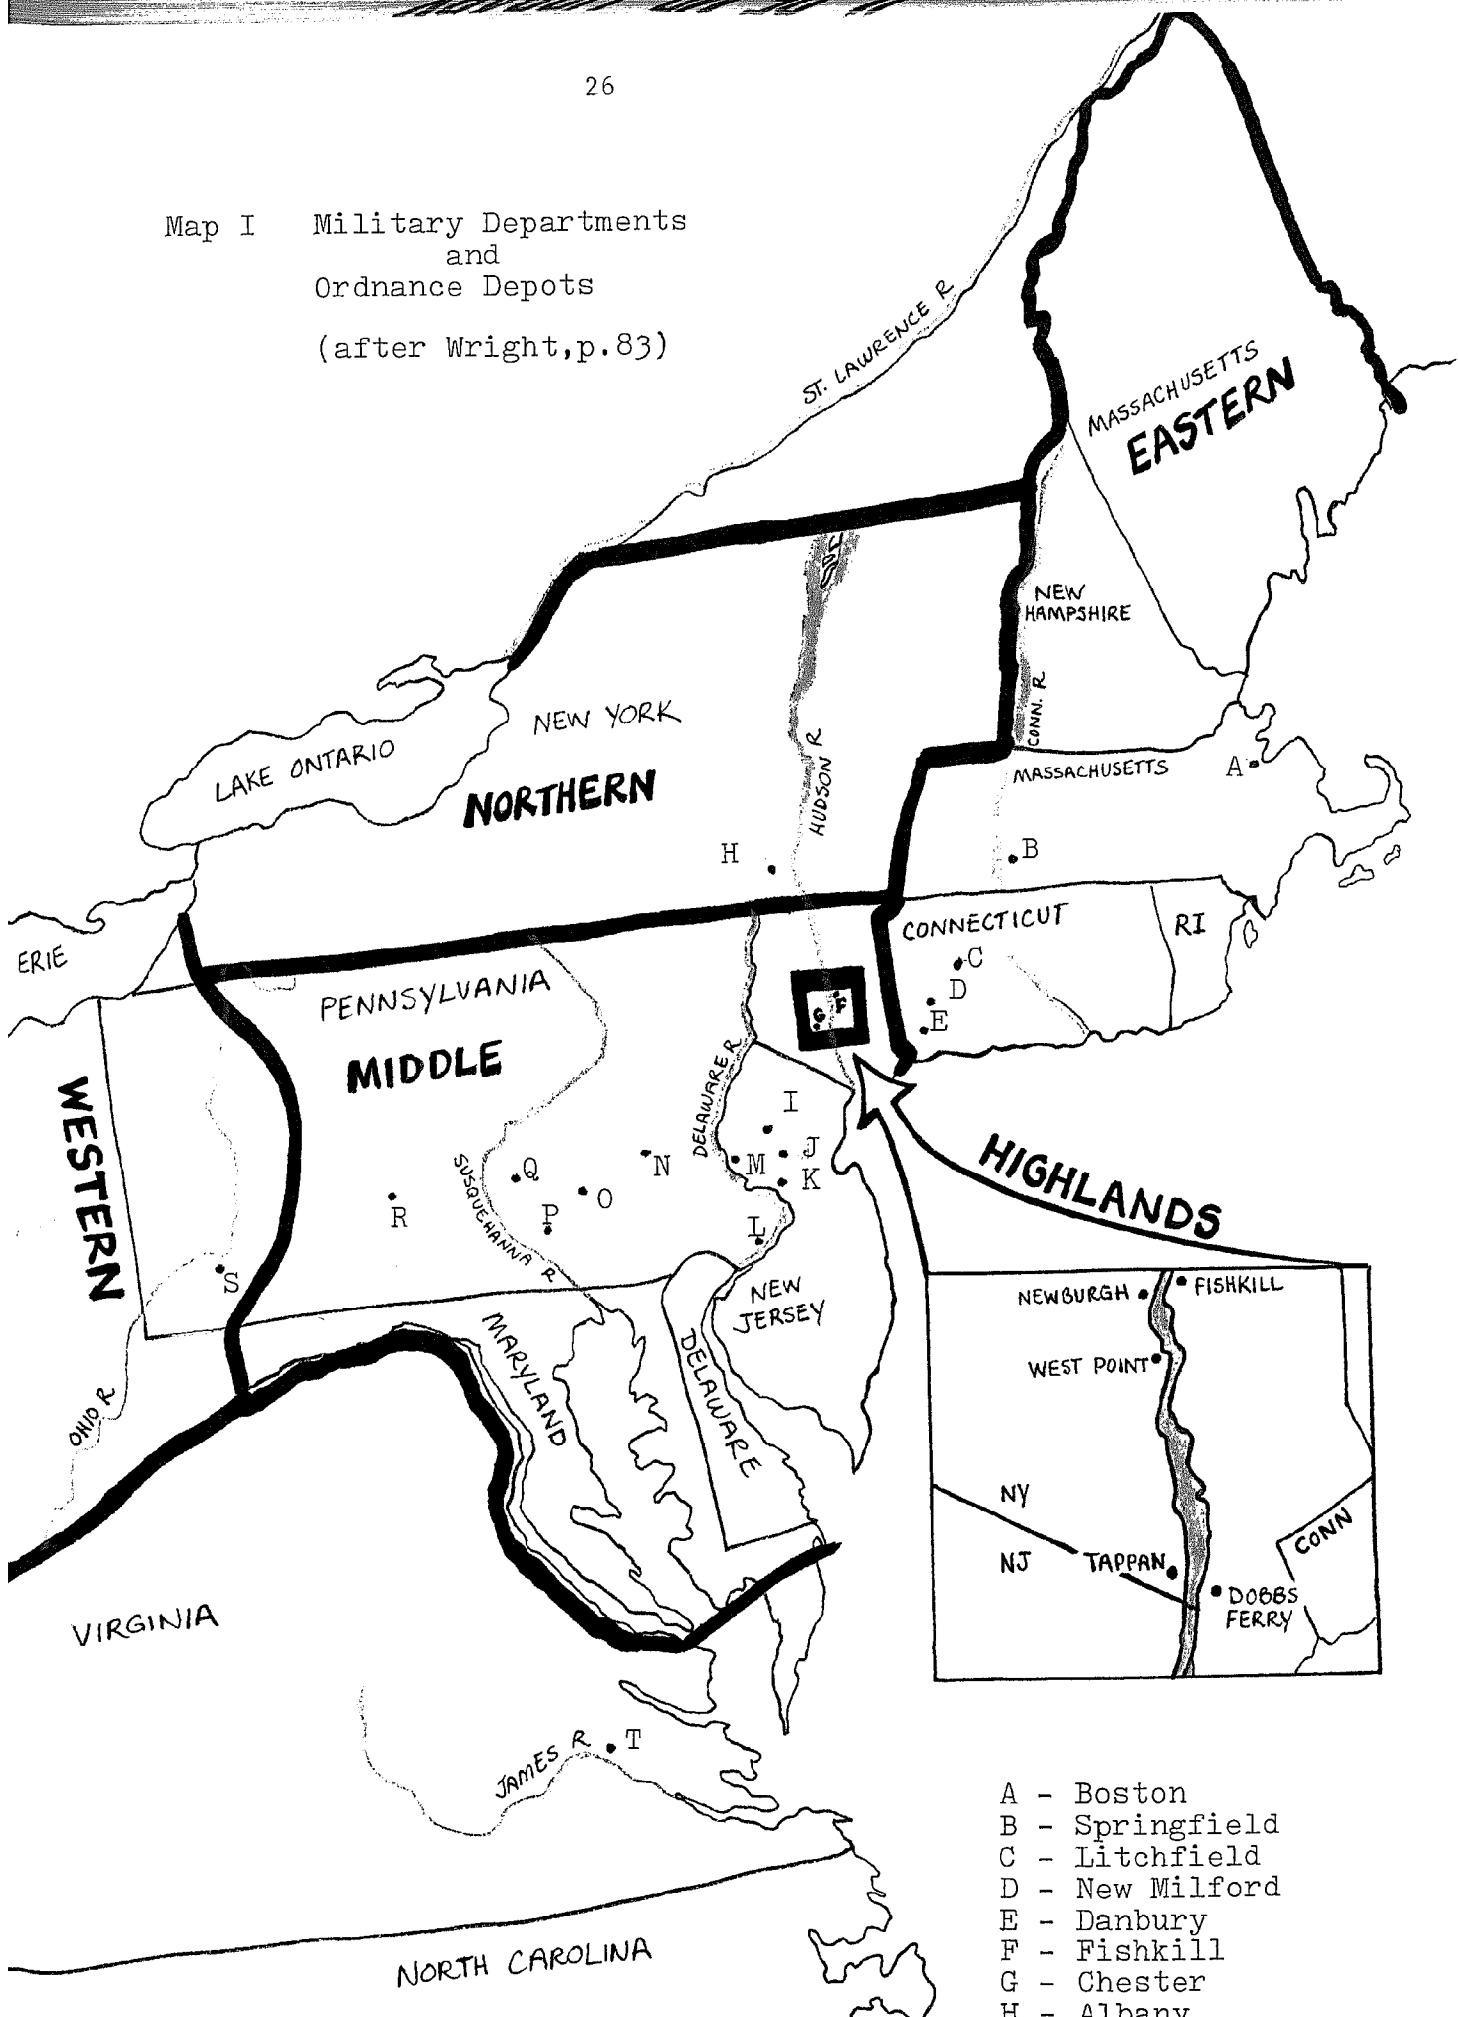 26
Map I Military Departments
and
Ordnance Depots
(after Wright,p.83)
ST. LAWRENCE R
MASSACHUSETTS
EASTERN
NEW
HAMPSHIRE
CONN. R
NEW YORK
LAKE ONTARIO
NORTHERN
HUDSON R
MASSACHUSETTS
A
H
B
CONNECTICUT
RI
ERIE
C
PENNSYLVANIA
D
F
G
E
MIDDLE
DELAWARE R
WESTERN
I
J
HIGHLANDS
SUSQUEHANNA R
Q
N
M
K
R
P
O
L
S
NEW
JERSEY
NEWBURGH
FISHKILL
MARYLAND
DELAWARE
WEST POINT
OHIO R
NY
NJ
TAPPAN
CONN
DOBBS
FERRY
VIRGINIA
JAMES R
T
NORTH CAROLINA
A - Boston
B - Springfield
C - Litchfield
D - New Milford
E - Danbury
F - Fishkill
G - Chester
H - Albany